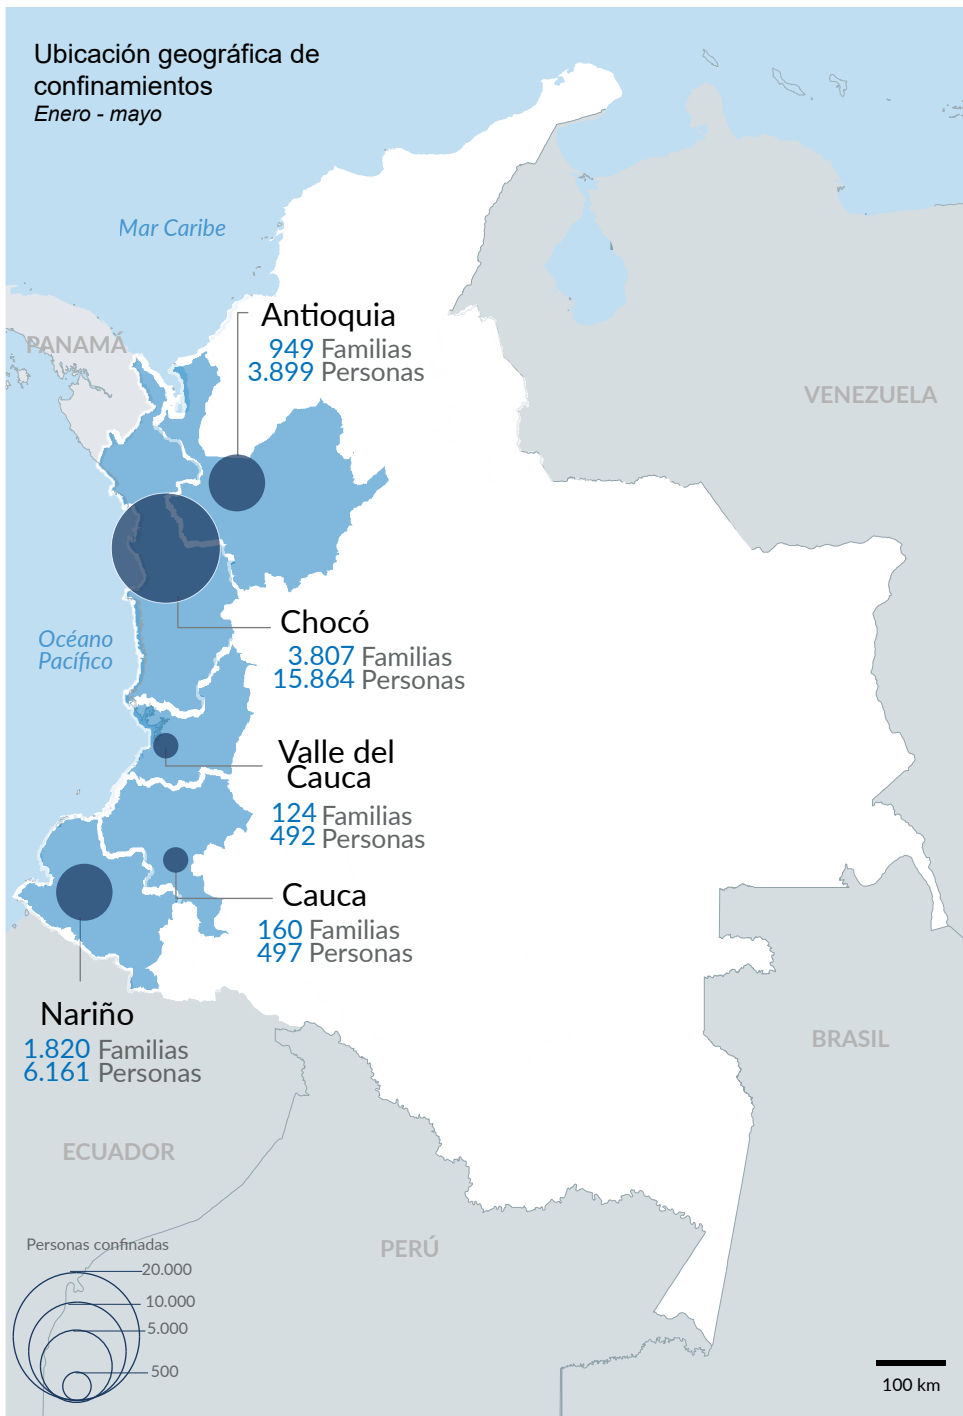 Ubicación geográfica de
confinamientos
Enero - mayo
Mar Caribe
PANAMÁ
Antioquia
949 Familias
3.899 Personas
VENEZUELA
Océano
Pacífico
Chocó
3.807 Familias
15.864 Personas
Valle del
Cauca
124 Familias
492 Personas
Cauca
160 Familias
497 Personas
Nariño
1.820 Familias
6.161 Personas
BRASIL
ECUADOR
PERÚ
Personas confinadas
20.000
10.000
5.000
500
100 km